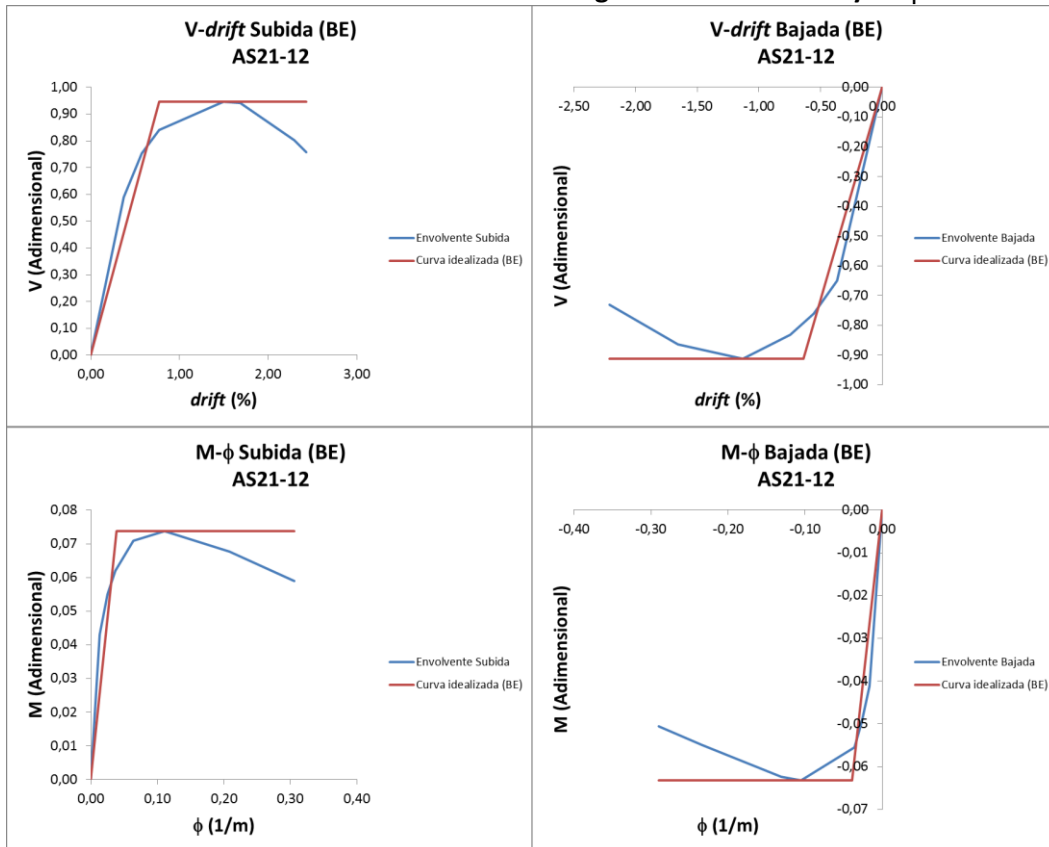 V-drift Subida (BE)
AS21-12
1,00
0,90
0,80
0,70
0,60
0,50
0,40
0,30
0,20
0,10
0,00
0,00 1,00 2,00 3,00
V (Adimensional)
drift (%)
Envolvente Subida
Curva idealizada (BE)
V-drift Bajada (BE)
AS21-12
-2,50 -2,00 -1,50 -1,00 -0,50 0,00
0,00
-0,10
-0,20
-0,30
-0,40
-0,50
-0,60
-0,70
-0,80
-0,90
-1,00
V (Adimensional)
drift (%)
Envolvente Bajada
Curva idealizada (BE)
M-ϕ Subida (BE)
AS21-12
0,08
0,07
0,06
0,05
0,04
0,03
0,02
0,01
0,00
0,00 0,10 0,20 0,30 0,40
M (Adimensional)
ϕ (1/m)
Envolvente Subida
Curva idealizada (BE)
M-ϕ Bajada (BE)
AS21-12
-0,40 -0,30 -0,20 -0,10 0,00
0,00
-0,01
-0,02
-0,03
-0,04
-0,05
-0,06
-0,07
M (Adimensional)
ϕ (1/m)
Envolvente Bajada
Curva idealizada (BE)